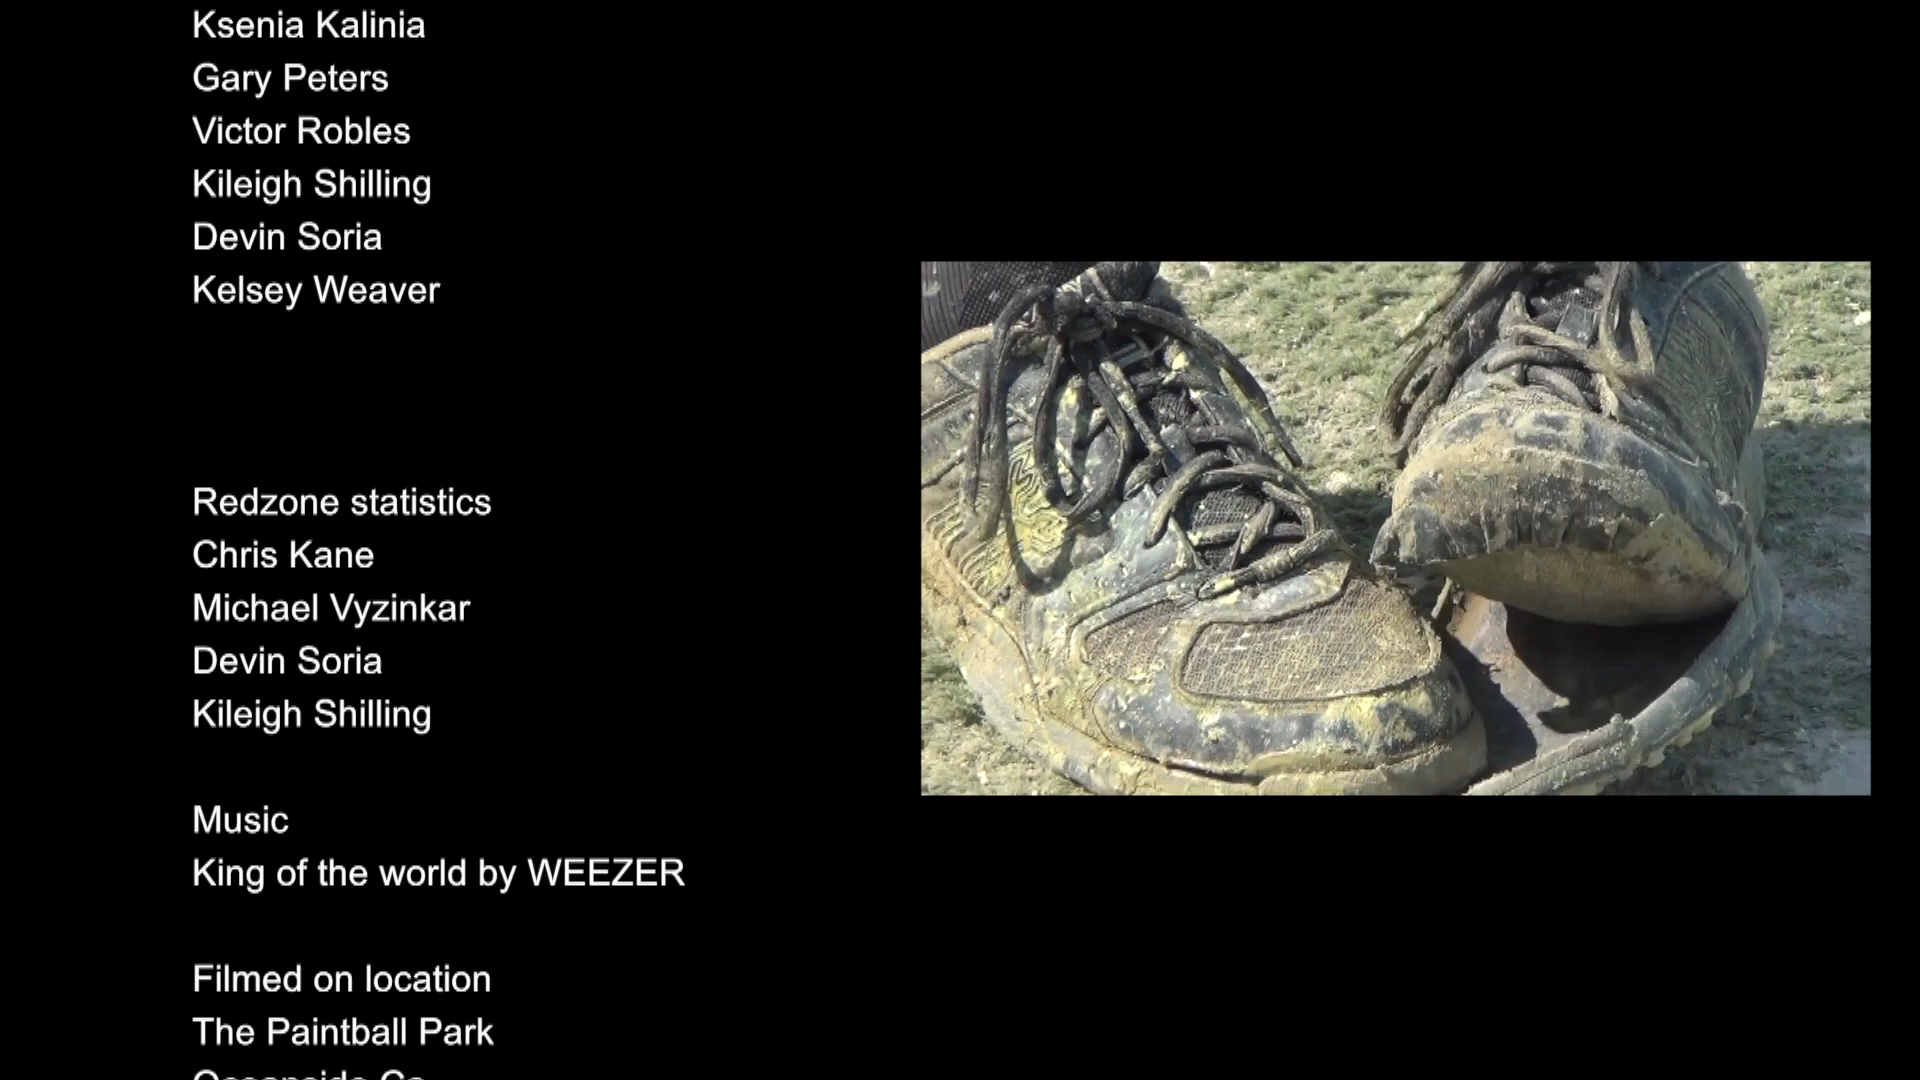 Ksenia Kalinia
Gary Peters
Victor Robles
Kileigh Shilling
Devin Soria
Kelsey Weaver
Redzone statistics
Chris Kane
Michael Vyzinkar
Devin Soria
Kileigh Shilling
Music
King of the world by WEEZER
Filmed on location
The Paintball Park